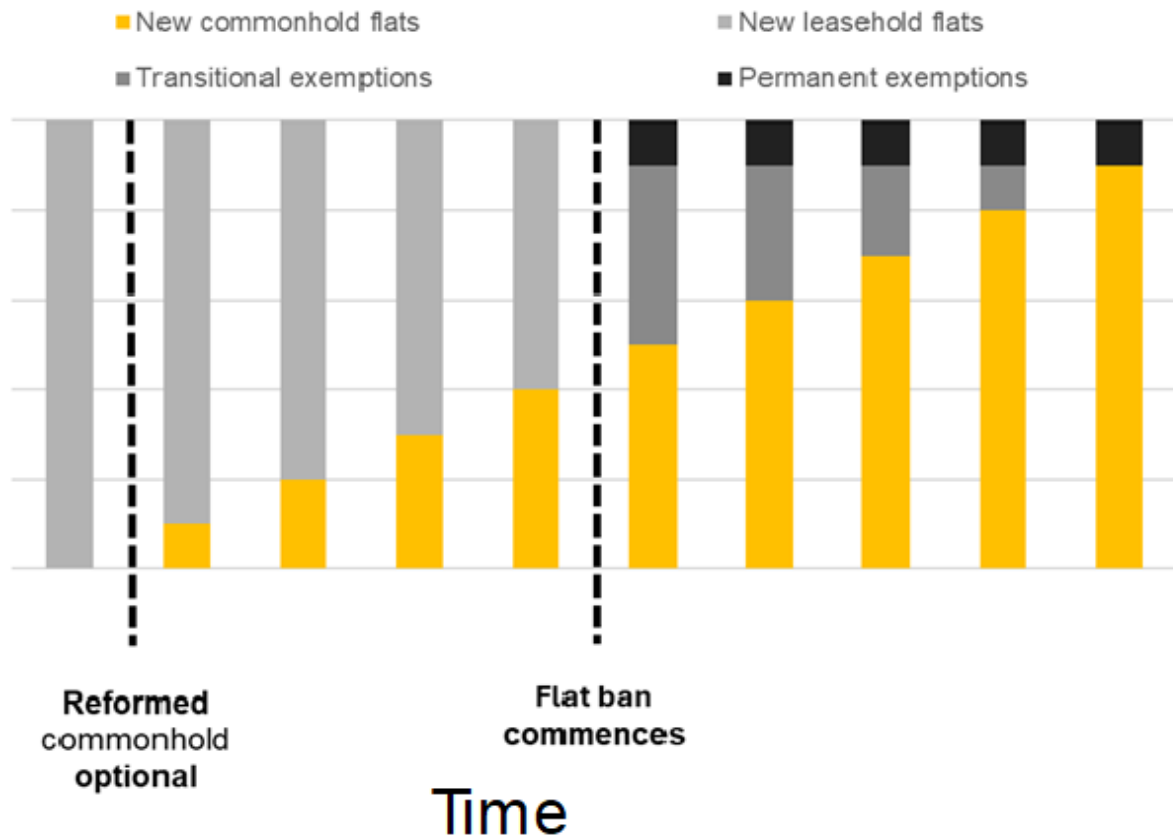 New commonhold flats
New leasehold flats
Transitional exemptions
Permanent exemptions
Reformed
commonhold
optional
Flat ban
commences
Time